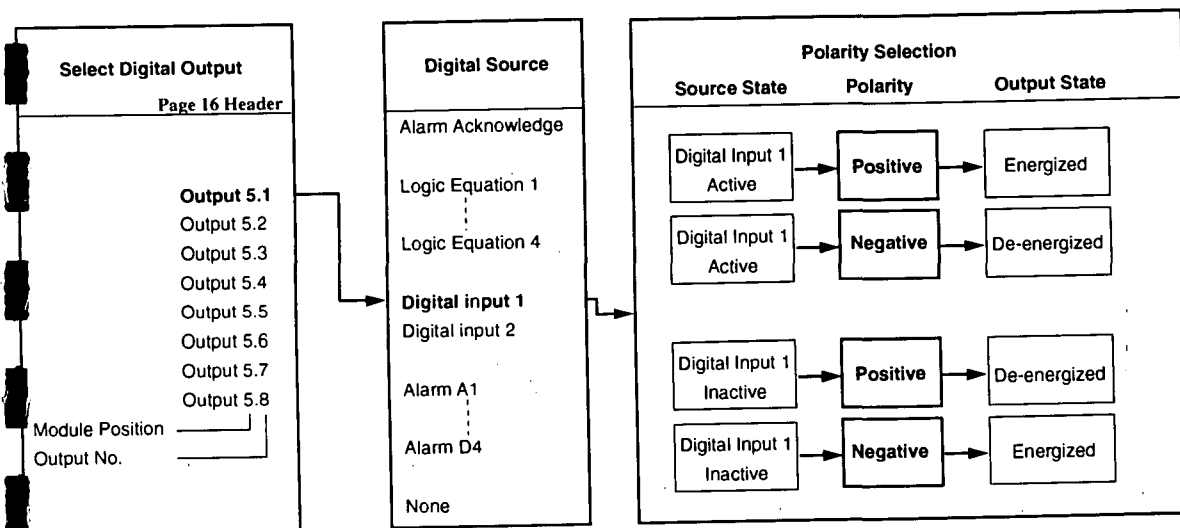 Select Digital Output
Page 16 Header
Output 5.1
Output 5.2
Output 5.3
Output 5.4
Output 5.5
Output 5.6
Output 5.7
Output 5.8
Module Position
Output No.
Digital Source
Alarm Acknowledge
Logic Equation 1
Logic Equation 4
Digital input 1
Digital input 2
Alarm A1
Alarm D4
None
Polarity Selection
Source State Polarity Output State
Digital Input 1
Active
Positive
Energized
Digital Input 1
Active
Negative
De-energized
Digital Input 1
Inactive
Positive
De-energized
Digital Input 1
Inactive
Negative
Energized